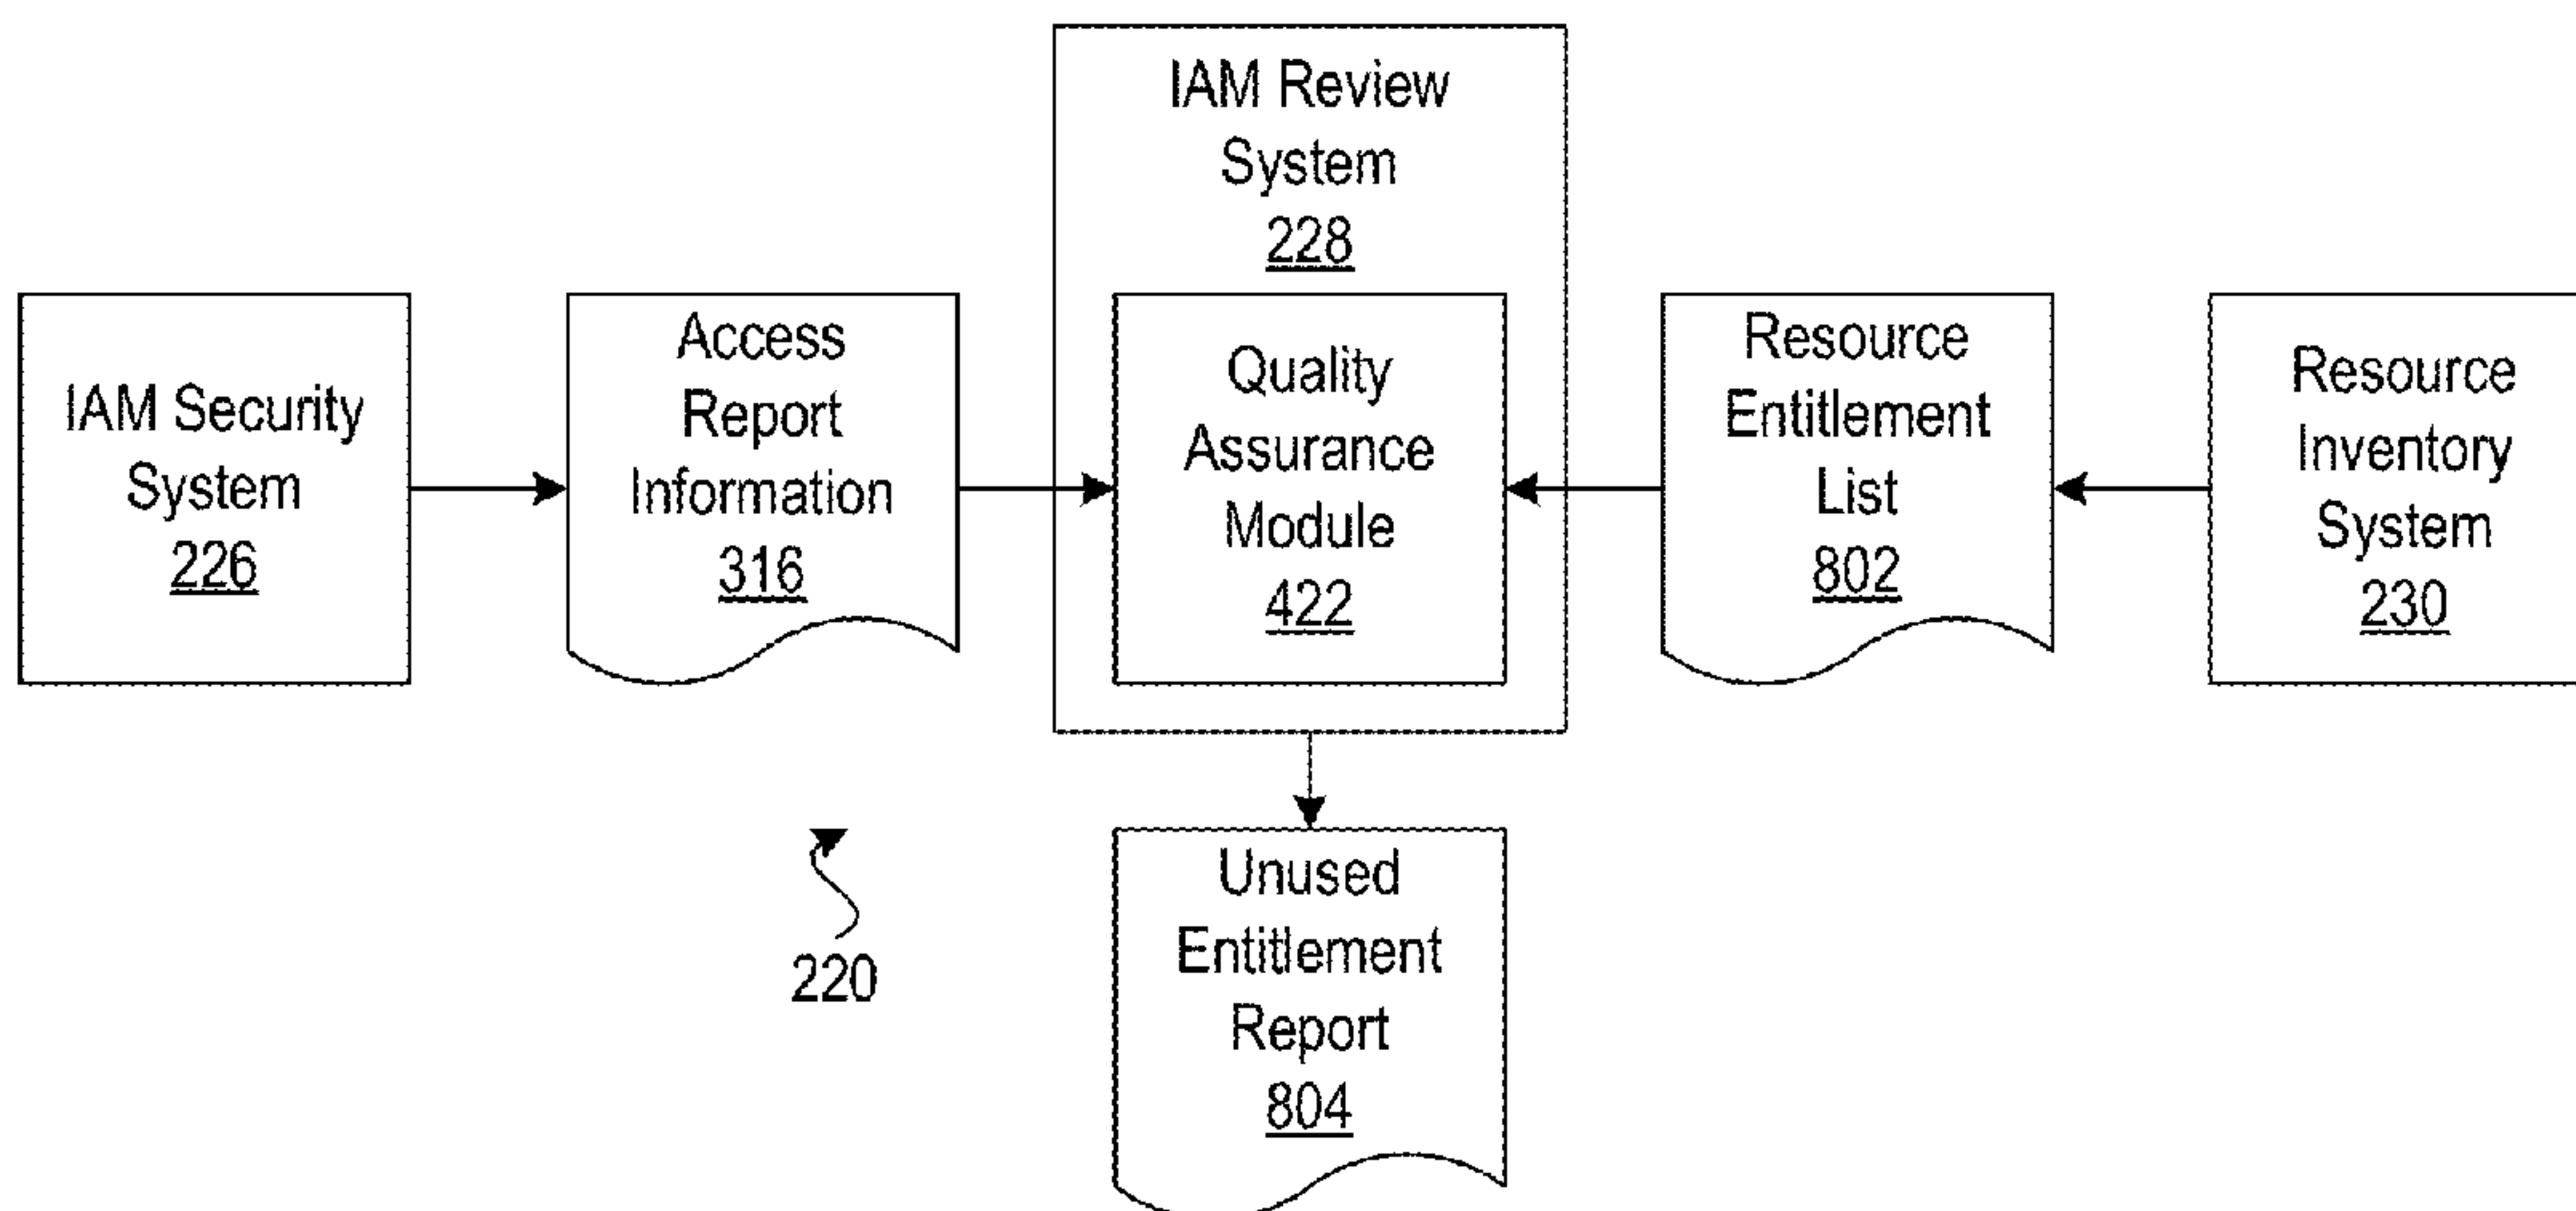 IAM Review
System
228
IAM Security
System
226
Access
Report
Information
316
Quality
Assurance
Module
422
Resource
Entitlement
List
802
Resource
Inventory
System
230
220
Unused
Entitlement
Report
804